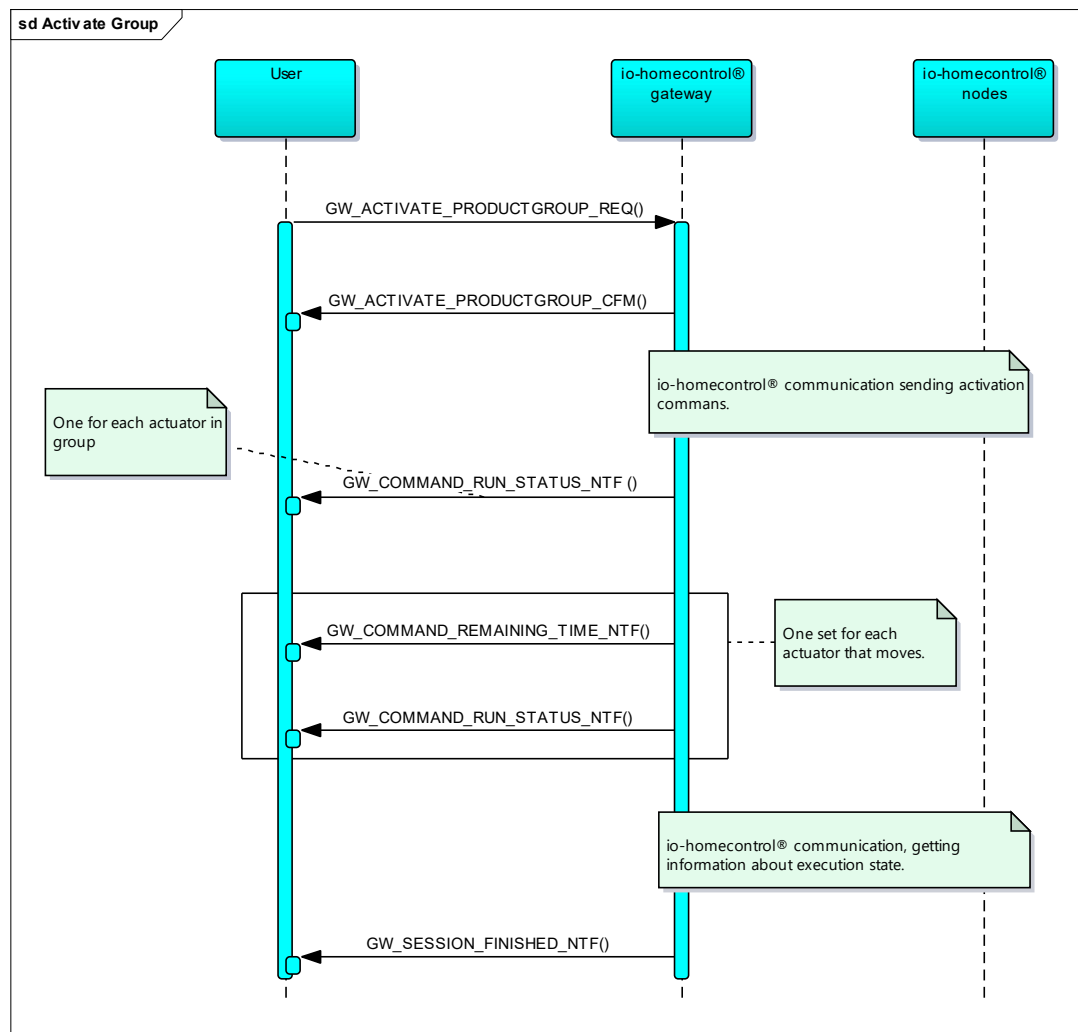 sd Activate Group
User
io-homecontrol®
gateway
io-homecontrol®
nodes
GW_ACTIVATE_PRODUCTGROUP_REQ()
GW_ACTIVATE_PRODUCTGROUP_CFM()
io-homecontrol® communication sending activation
commans.
One for each actuator in
group
GW_COMMAND_RUN_STATUS_NTF ()
GW_COMMAND_REMAINING_TIME_NTF()
One set for each
actuator that moves.
GW_COMMAND_RUN_STATUS_NTF()
io-homecontrol® communication, getting
information about execution state.
GW_SESSION_FINISHED_NTF()